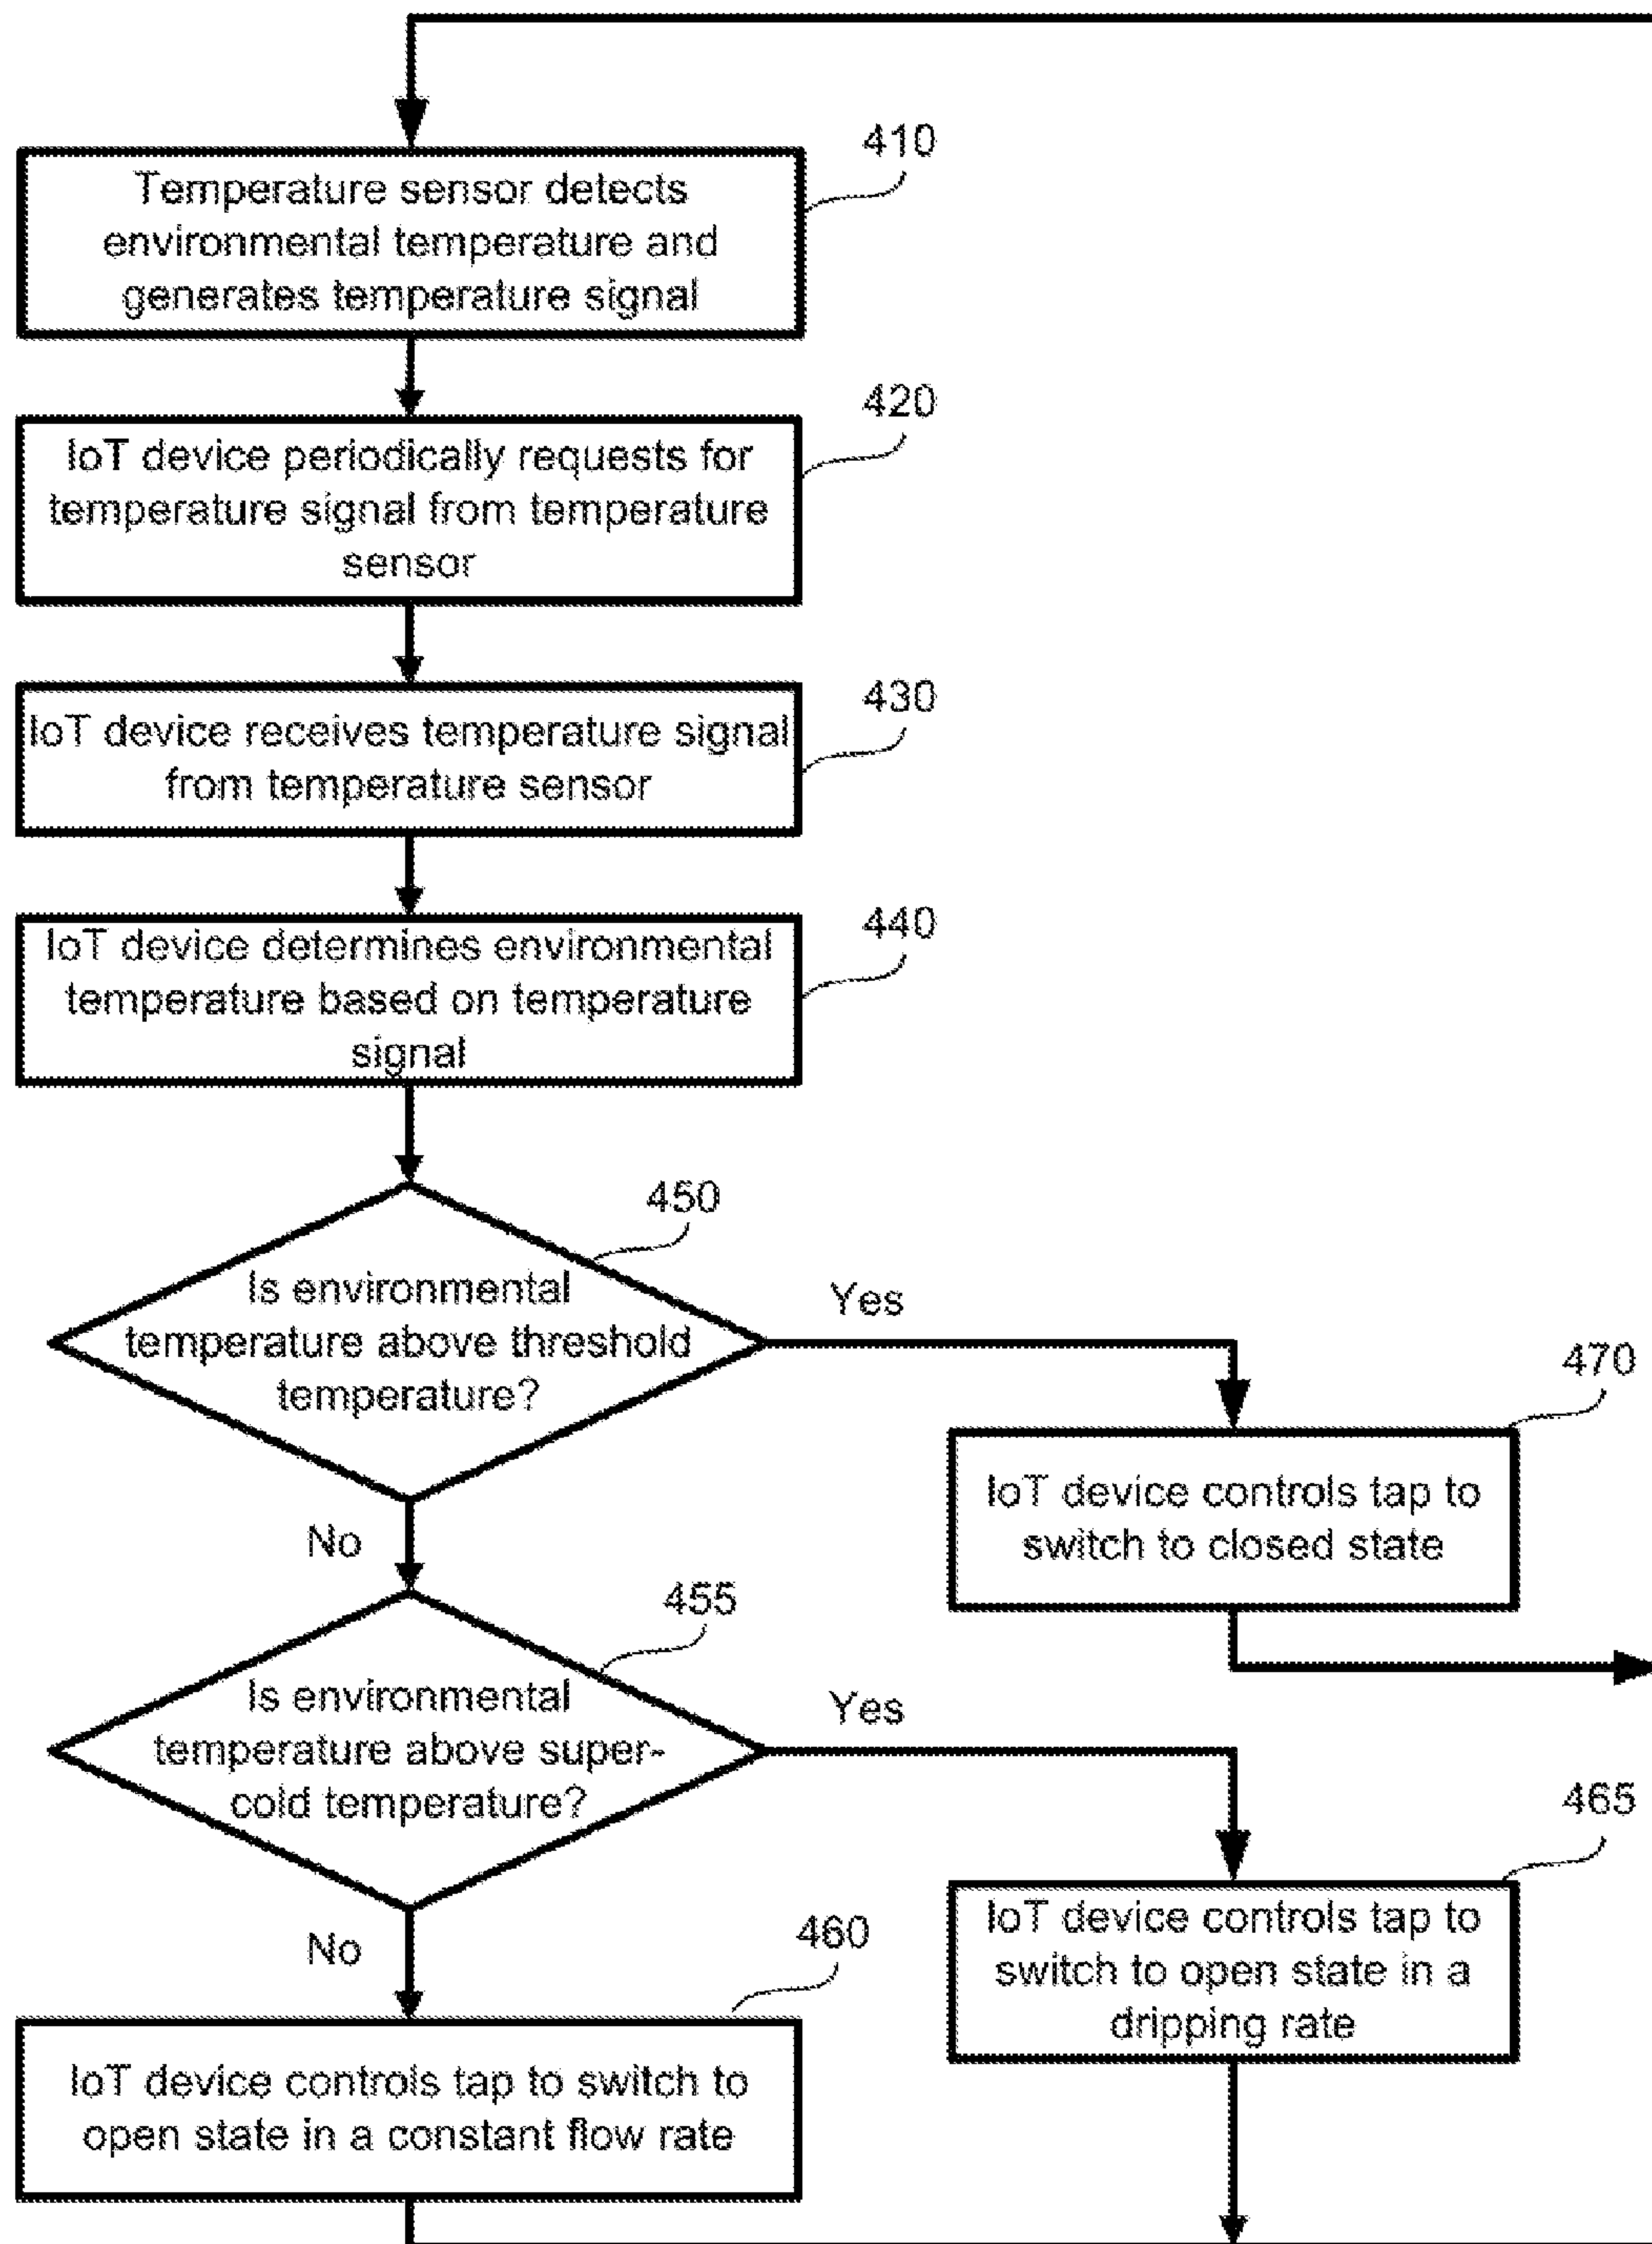 410
Temperature sensor detects
environmental temperature and
generates temperature signal
420
IoT device periodically requests for
temperature signal from temperature
sensor
430
IoT device receives temperature signal
from temperature sensor
440
IoT device determines environmental
temperature based on temperature
signal
450
Is environmental
temperature above threshold
temperature?
Yes
470
IoT device controls tap to
switch to closed state
No
455
Is environmental
temperature above super-
cold temperature?
Yes
465
IoT device controls tap to
switch to open state in a
dripping rate
No
460
IoT device controls tap to switch to
open state in a constant flow rate